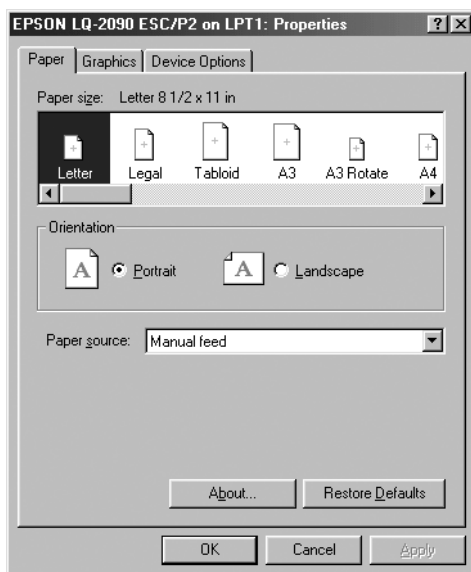 EPSON LQ-2090 ESC/P2 on LPT1: Properties ? X
Paper Graphics Device Options
Paper size: Letter 8 1/2 x 11 in
Letter Legal Tabloid A3 A3 Rotate A4
Orientation
A Portrait A Landscape
Paper source: Manual feed
About... Restore Defaults
OK Cancel Apply